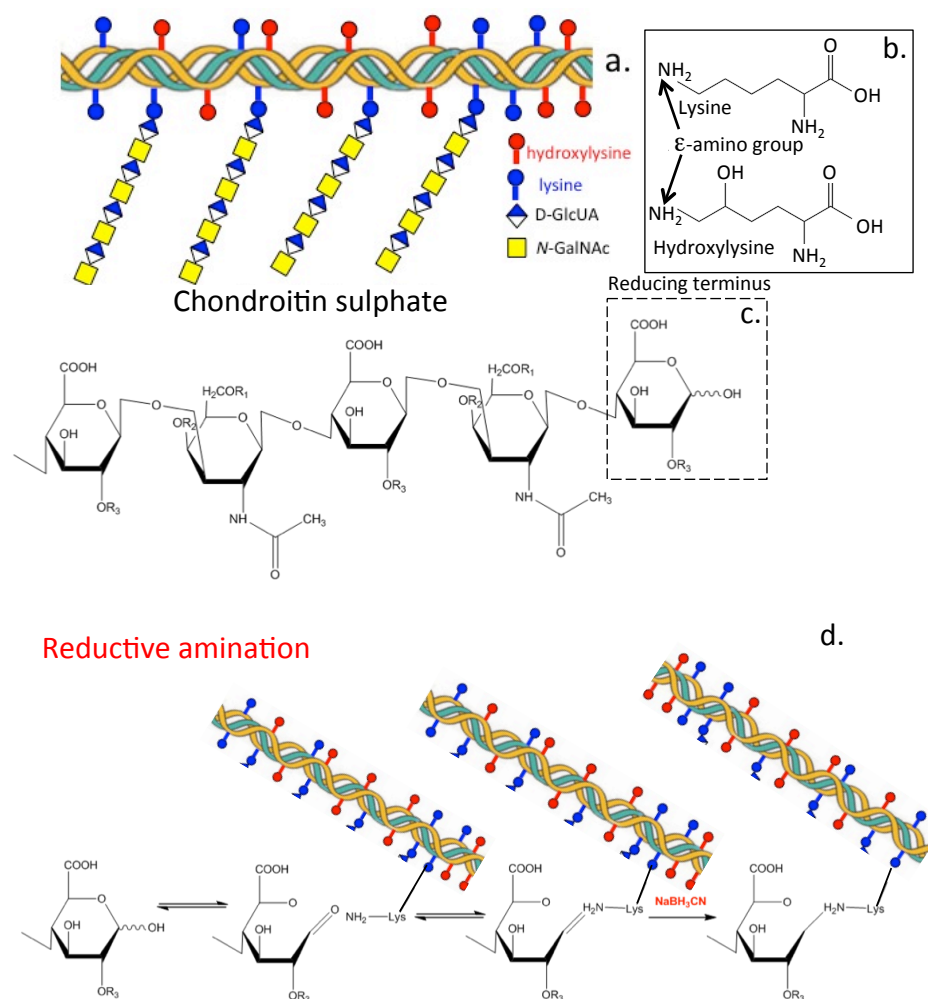 a.
hydroxylysine
lysine
D-GlcUA
N-GalNAc
b.
NH₂
O
OH
Lysine
NH₂
Ɛ-amino group
OH
O
NH₂
OH
Hydroxylysine
NH₂
Chondroitin sulphate
Reducing terminus
c.
COOH
O
OH
OH
OR₃
COOH
O
OH
O
OR₃
H₂COR₁
OR₂
O
O
NH
CH₃
O
COOH
O
OH
O
OR₃
H₂COR₁
OR₂
O
O
NH
CH₃
O
Reductive amination
d.
COOH
O
OH
OH
OR₃
COOH
O
O
OH
OR₃
NH₂
Lys
COOH
O
OH
OR₃
H₂N
Lys
NaBH₃CN
COOH
O
OH
OR₃
H₂N
Lys